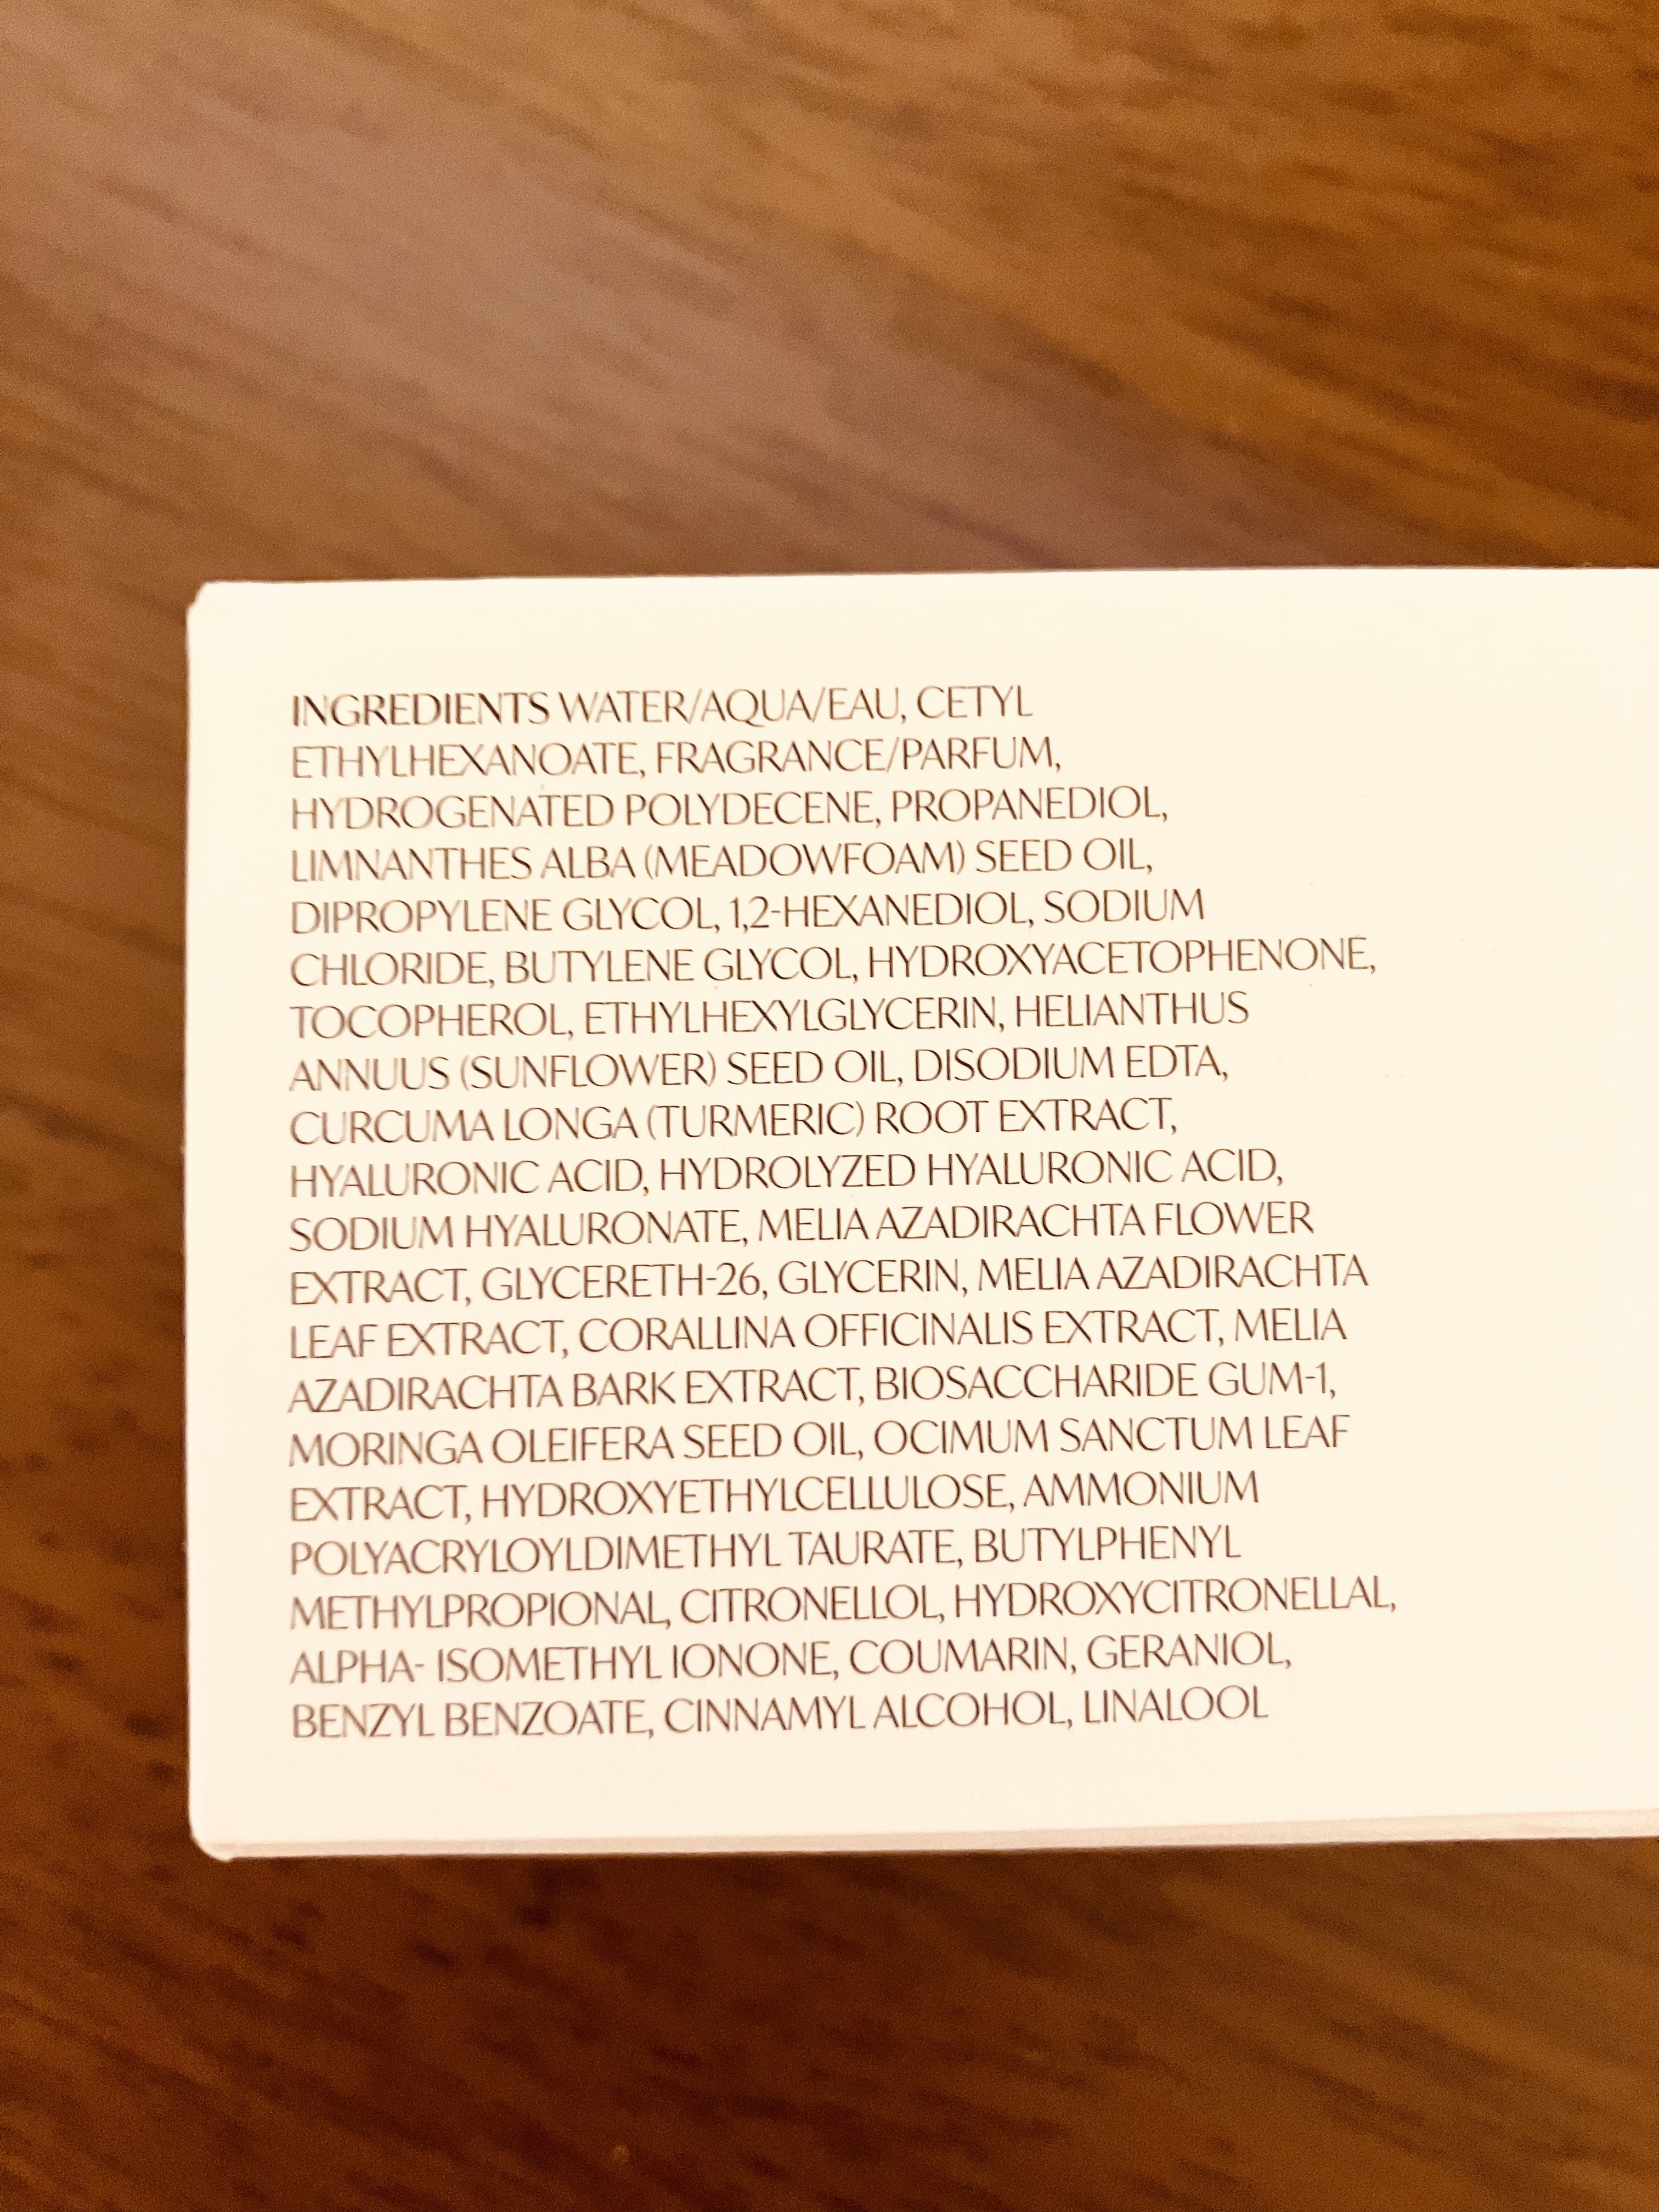 INGREDIENTS WATER/AQUA/EAU, CETYL
ETHYLHEXANOATE, FRAGRANCE/PARFUM,
HYDROGENATED POLYDECENE, PROPANEDIOL,
LIMNANTHES ALBA (MEADOWFOAM) SEED OIL,
DIPROPYLENE GLYCOL, 1,2-HEXANEDIOL, SODIUM
CHLORIDE, BUTYLENE GLYCOL, HYDROXYACETOPHENONE,
TOCOPHEROL, ETHYLHEXYLGLYCERIN, HELIANTHUS
ANNUUS (SUNFLOWER) SEED OIL, DISODIUM EDTA,
CURCUMA LONGA (TURMERIC) ROOT EXTRACT,
HYALURONIC ACID, HYDROLYZED HYALURONIC ACID,
SODIUM HYALURONATE, MELIA AZADIRACHTA FLOWER
EXTRACT, GLYCERETH-26, GLYCERIN, MELIA AZADIRACHTA
LEAF EXTRACT, CORALLINA OFFICINALIS EXTRACT, MELIA
AZADIRACHTA BARK EXTRACT, BIOSACCHARIDE GUM-1,
MORINGA OLEIFERA SEED OIL, OCIMUM SANCTUM LEAF
EXTRACT, HYDROXYETHYLCELLULOSE, AMMONIUM
POLYACRYLOYLDIMETHYL TAURATE, BUTYLPHENYL
METHYLPROPIONAL, CITRONELLOL, HYDROXYCITRONELLAL,
ALPHA- ISOMETHYL IONONE, COUMARIN, GERANIOL,
BENZYL BENZOATE, CINNAMYL ALCOHOL, LINALOOL